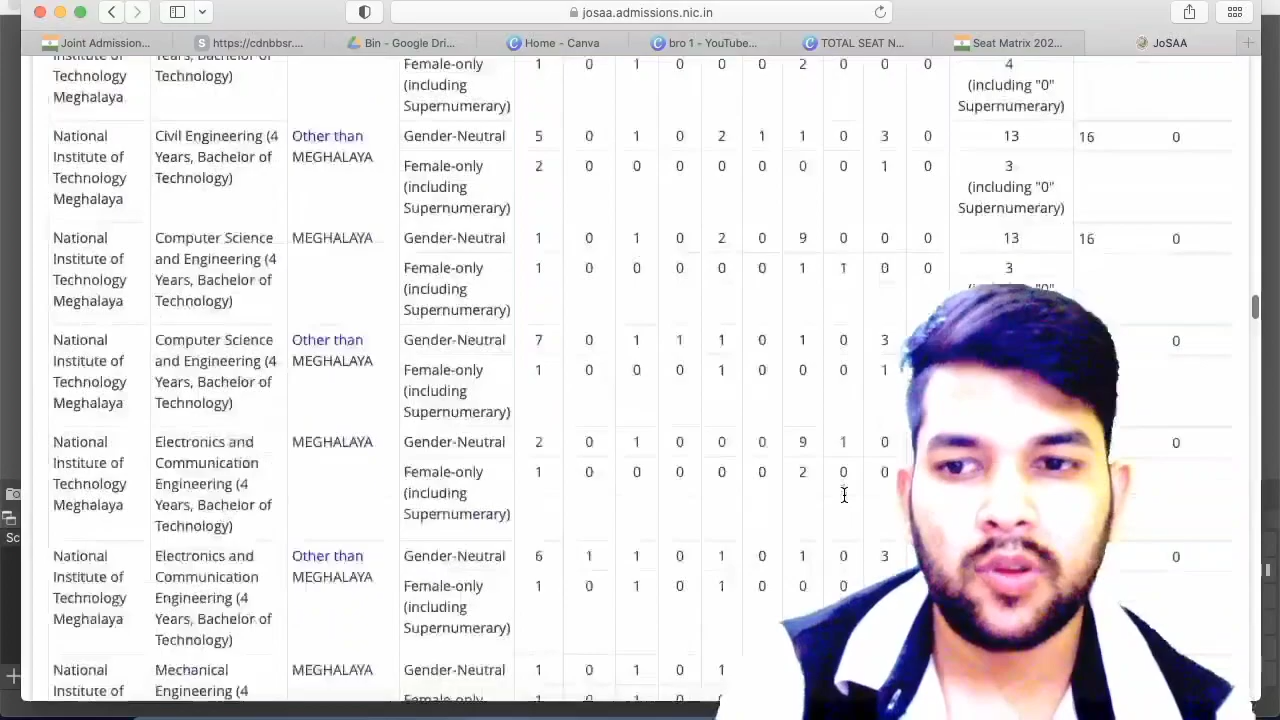 josaa.admissions.nic.in
Joint Admission...
S https://cdnbbsr....
Bin - Google Dri...
Home - Canva
bro 1 - YouTube...
TOTAL SEAT N...
Seat Matrix 202...
JoSAA
Institute of Years, Bachelor of Female-only 1 0 1 0 0 0 2 0 0 0 4
Technology Technology) (including (including "0"
Meghalaya Supernumerary) Supernumerary)
National Civil Engineering (4 Other than Gender-Neutral 5 0 1 0 2 1 1 0 3 0 13 16 0
Institute of Years, Bachelor of MEGHALAYA Female-only 2 0 0 0 0 0 0 0 1 0 3
Technology Technology) (including (including "0"
Meghalaya Supernumerary) Supernumerary)
National Computer Science MEGHALAYA Gender-Neutral 1 0 1 0 2 0 9 0 0 0 13 16 0
Institute of and Engineering (4 Female-only 1 0 0 0 0 0 1 1 0 0 3
Technology Years, Bachelor of (including
Meghalaya Technology) Supernumerary)
National Computer Science Other than Gender-Neutral 7 0 1 1 1 0 1 0 3 0
Institute of and Engineering (4 MEGHALAYA Female-only 1 0 0 0 1 0 0 0 1
Technology Years, Bachelor of (including
Meghalaya Technology) Supernumerary)
National Electronics and MEGHALAYA Gender-Neutral 2 0 1 0 0 0 9 1 0 0
Institute of Communication Female-only 1 0 0 0 0 0 2 0 0
Technology Engineering (4 (including
Meghalaya Years, Bachelor of Supernumerary)
Technology)
National Electronics and Other than Gender-Neutral 6 1 1 0 1 0 1 0 3 0
Institute of Communication MEGHALAYA Female-only 1 0 1 0 1 0 0 0
Technology Engineering (4 (including
Meghalaya Years, Bachelor of Supernumerary)
Technology)
National Mechanical MEGHALAYA Gender-Neutral 1 0 1 0 1
Institute of Engineering (4
Sc